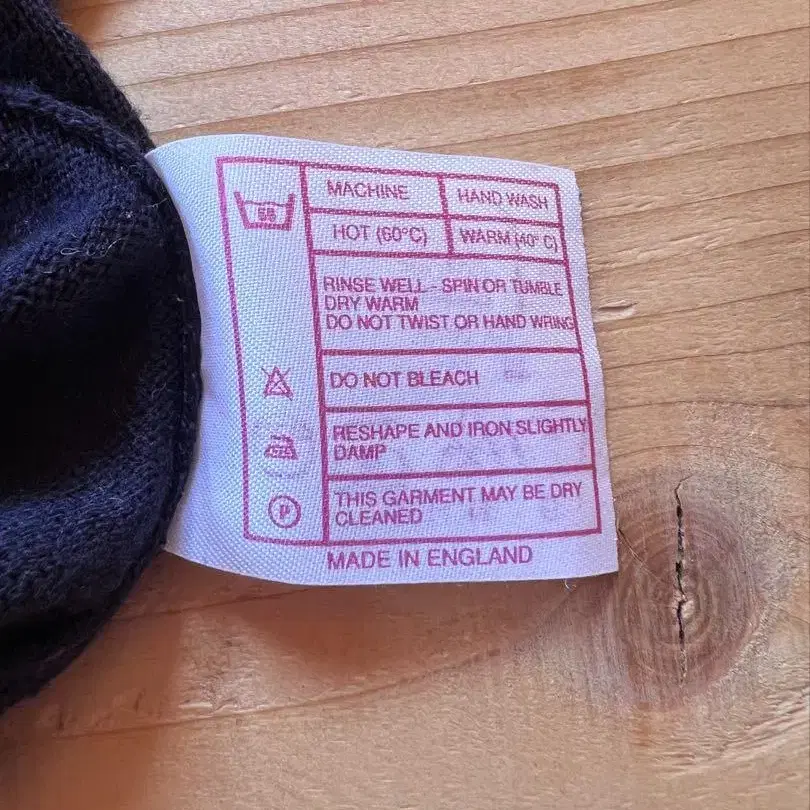 MACHINE HAND WASH
HOT (60°C) WARM (40°C)
RINSE WELL - SPIN OR TUMBLE
DRY WARM
DO NOT TWIST OR HAND WRING
DO NOT BLEACH
RESHAPE AND IRON SLIGHTLY
DAMP
P
THIS GARMENT MAY BE DRY
CLEANED
MADE IN ENGLAND